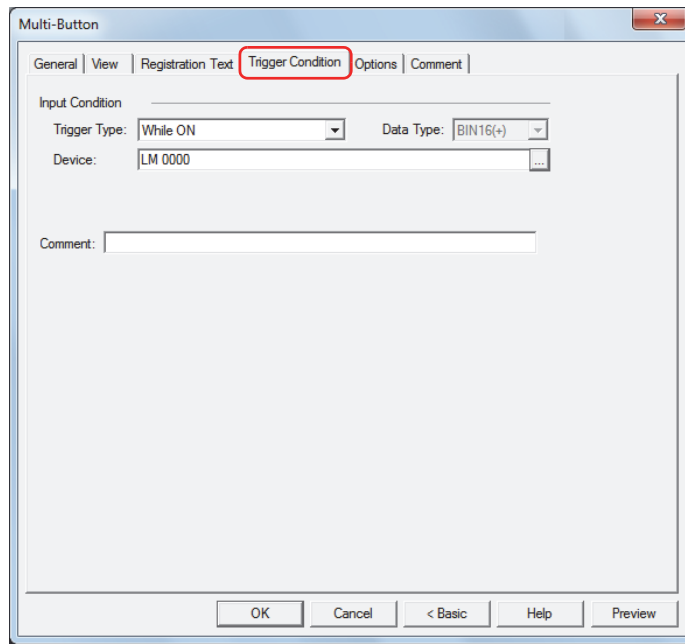 Multi-Button
General View Registration Text Trigger Condition Options Comment
Input Condition
Trigger Type: While ON Data Type: BIN16(+)
Device: LM 0000 ...
Comment:
OK Cancel < Basic Help Preview